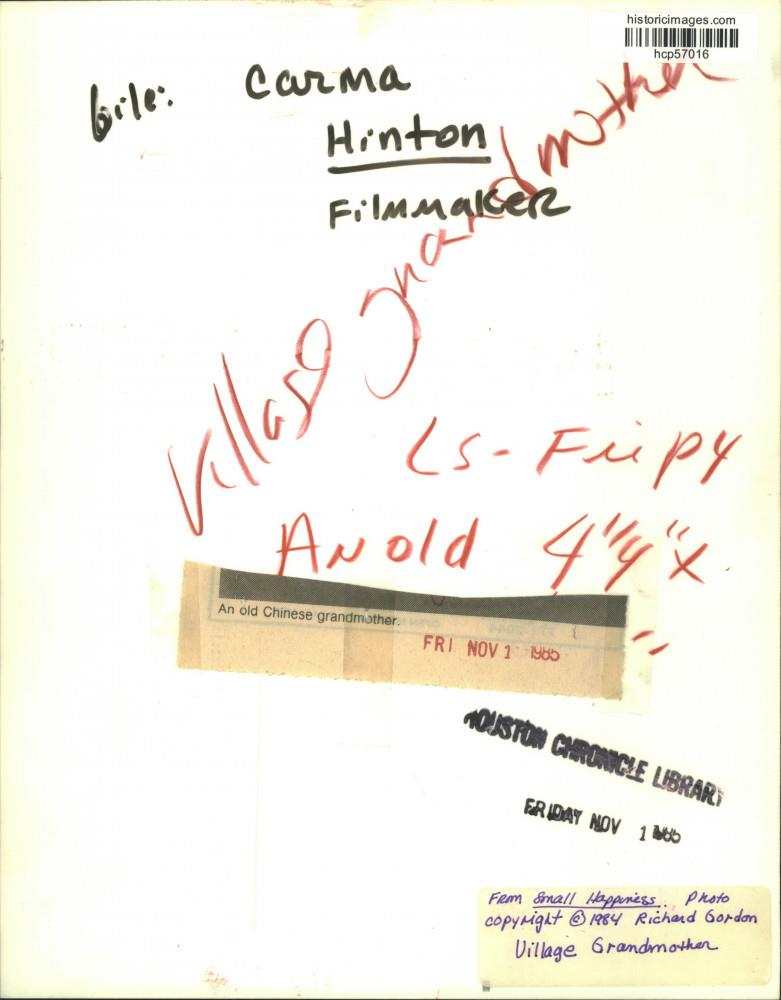 historicimages.com
hcp57016
file: Carma
Hinton
Filmmaker
Village grandmother
LS-
An old 4 1/4" x
An old Chinese grandmother.
FRI NOV 1 1985
HOUSTON CHRONICLE LIBRARY
FRIDAY NOV 1 1985
From Small Happiness. Photo
copyright © 1984 Richard Gordon
Village Grandmother